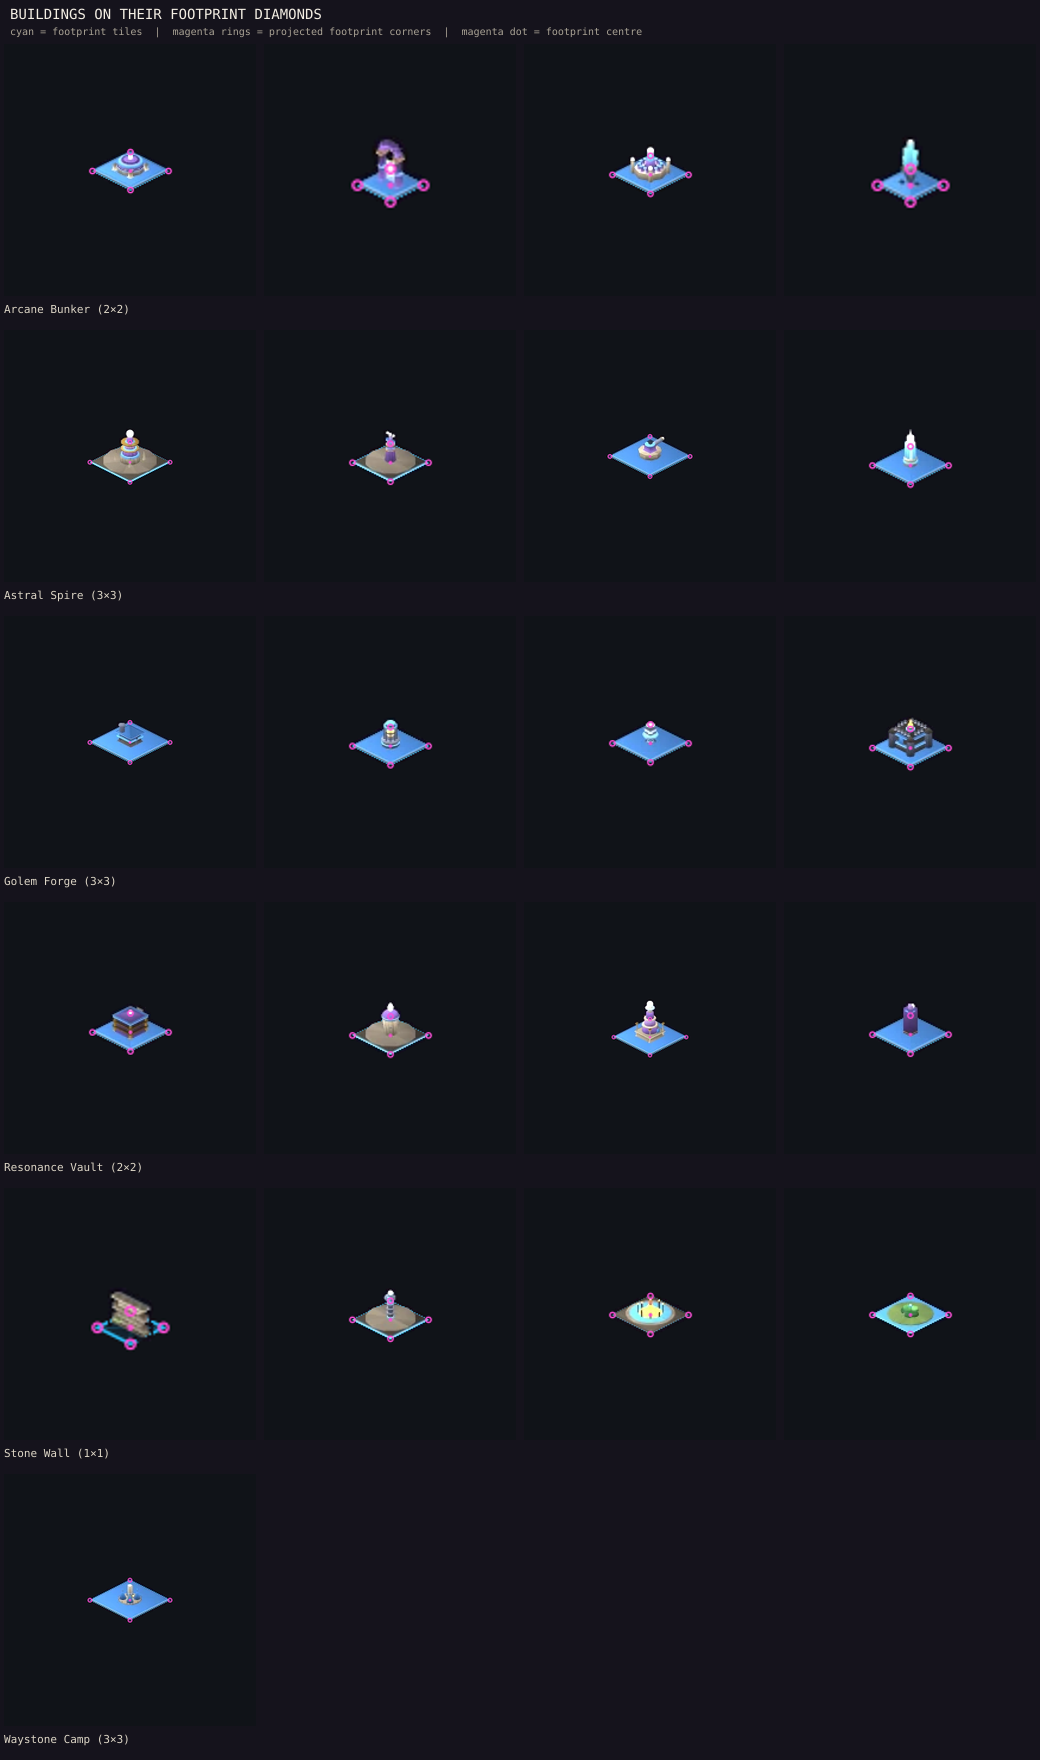 BUILDINGS ON THEIR FOOTPRINT DIAMONDS
cyan = footprint tiles | magenta rings = projected footprint corners | magenta dot = footprint centre
Arcane Bunker (2×2)
Astral Spire (3×3)
Golem Forge (3×3)
Resonance Vault (2×2)
Stone Wall (1×1)
Waystone Camp (3×3)